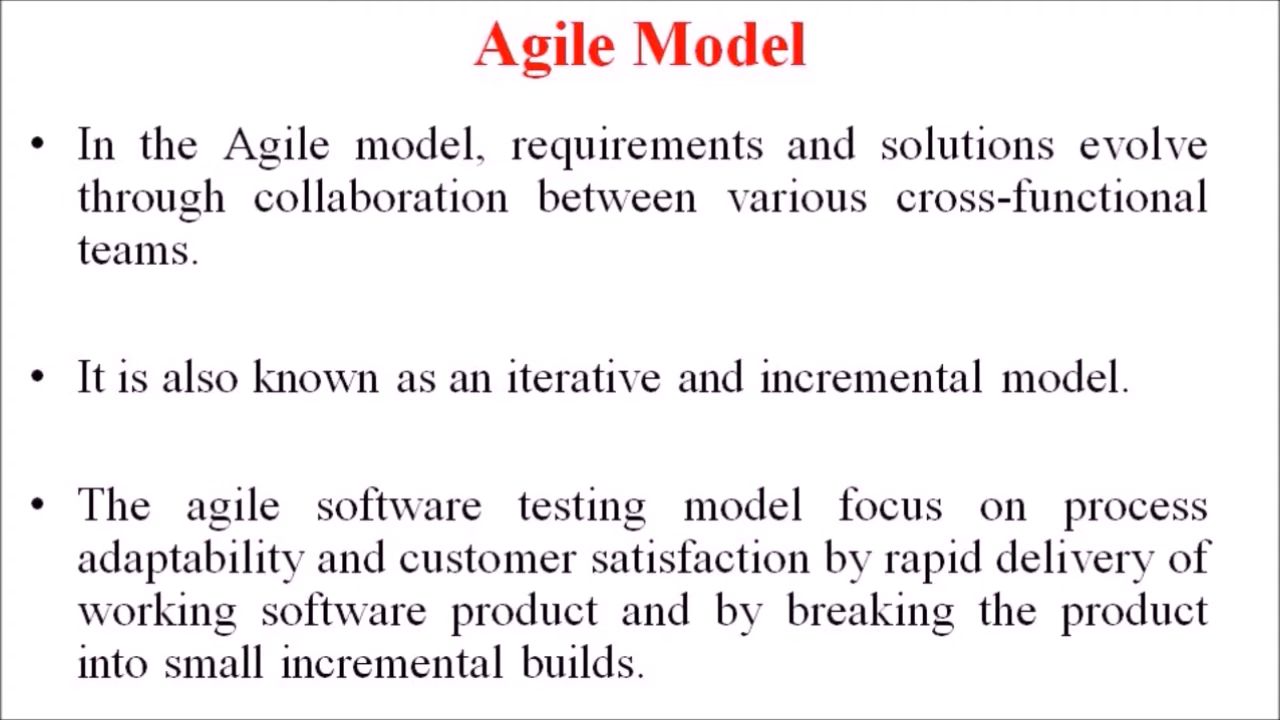 Agile Model
• In the Agile model, requirements and solutions evolve
through collaboration between various cross-functional
teams.
• It is also known as an iterative and incremental model.
• The agile software testing model focus on process
adaptability and customer satisfaction by rapid delivery of
working software product and by breaking the product
into small incremental builds.